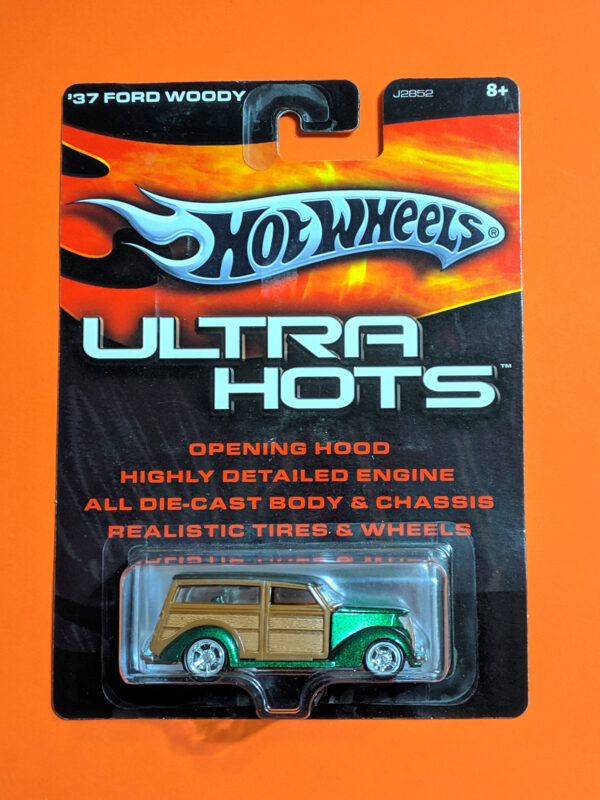 '37 FORD WOODY
J2852
8+
HOT WHEELS®
ULTRA
HOTS™
OPENING HOOD
HIGHLY DETAILED ENGINE
ALL DIE-CAST BODY & CHASSIS
REALISTIC TIRES & WHEELS